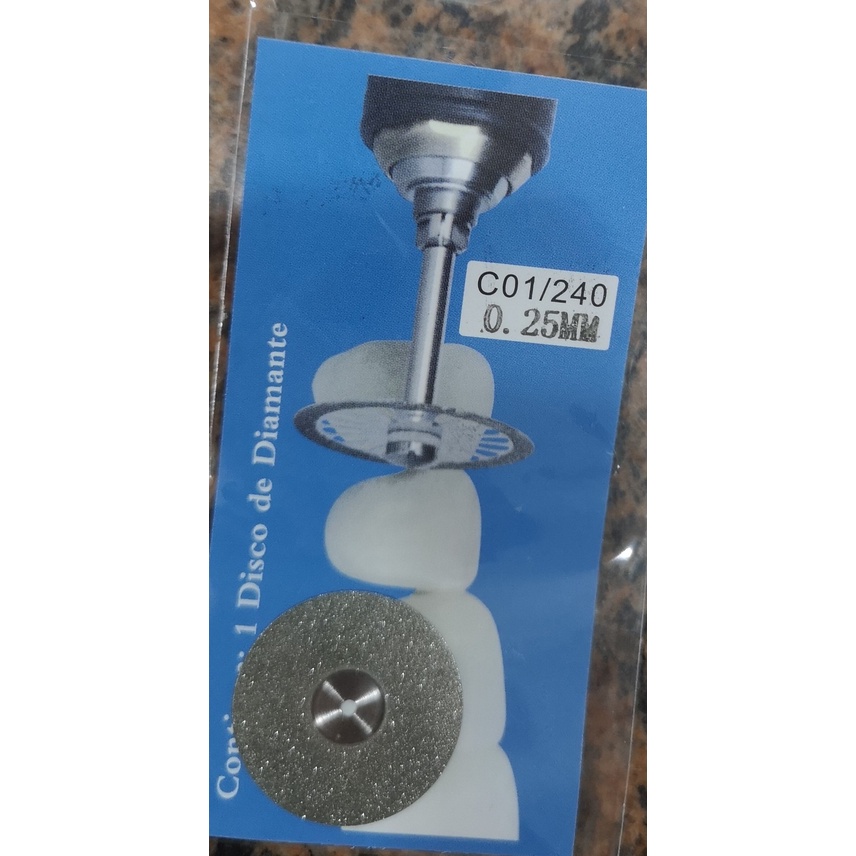 C01/240
0.25MM
1 Disco de Diamante